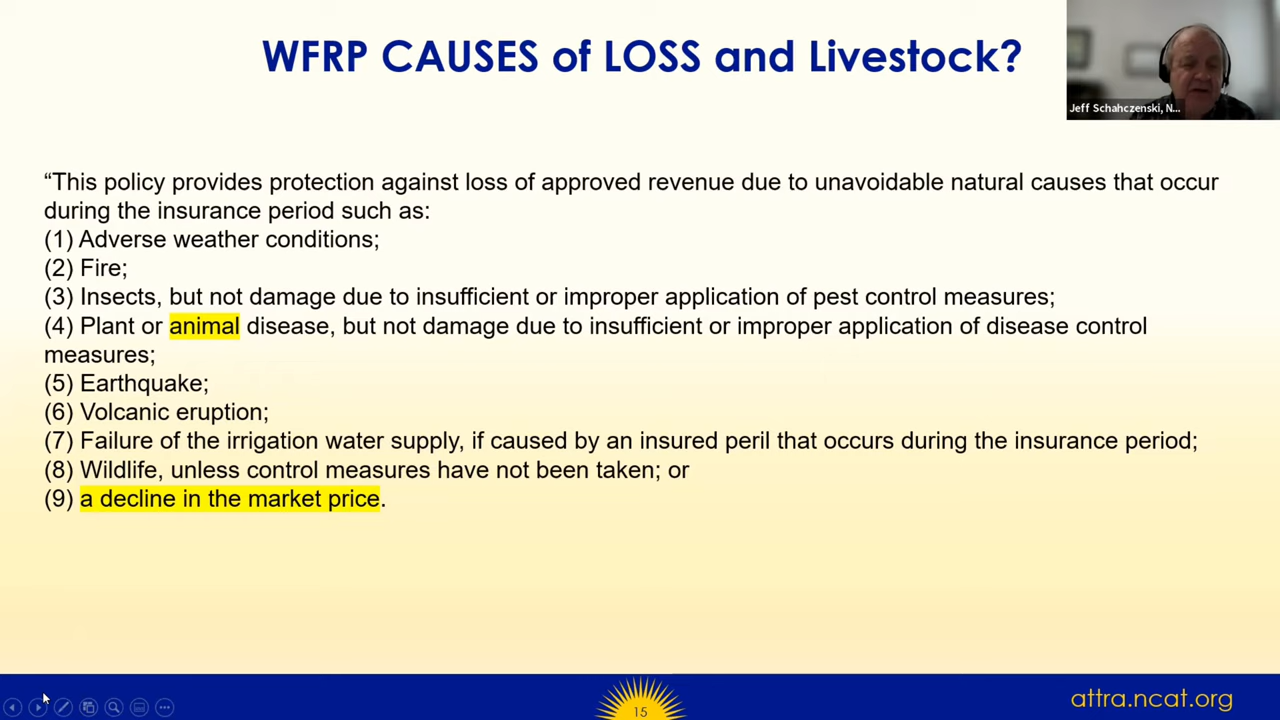 WFRP CAUSES of LOSS and Livestock?
Jeff Schahczenski, N...
“This policy provides protection against loss of approved revenue due to unavoidable natural causes that occur
during the insurance period such as:
(1) Adverse weather conditions;
(2) Fire;
(3) Insects, but not damage due to insufficient or improper application of pest control measures;
(4) Plant or animal disease, but not damage due to insufficient or improper application of disease control
measures;
(5) Earthquake;
(6) Volcanic eruption;
(7) Failure of the irrigation water supply, if caused by an insured peril that occurs during the insurance period;
(8) Wildlife, unless control measures have not been taken; or
(9) a decline in the market price.
15
attra.ncat.org